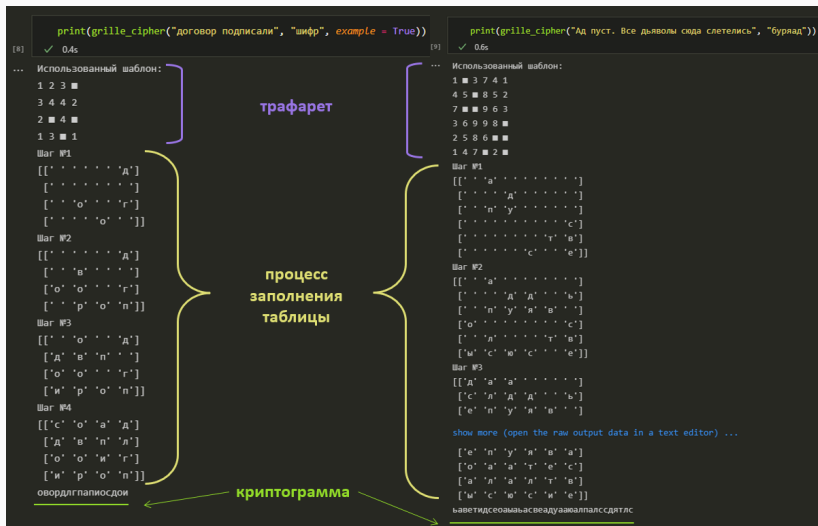 print(grille_cipher("договор подписали", "шифр", example = True))
[8] ✓ 0.4s
... Использованный шаблон:
1 2 3 ■
3 4 4 2
2 ■ 4 ■
1 3 ■ 1
Шаг №1
[[' ' ' ' ' ' 'д']
[' ' ' ' ' ' ' ']
[' ' 'о' ' ' 'г']
[' ' ' ' 'о' ' ']]
Шаг №2
[[' ' ' ' ' ' 'д']
[' ' 'в' ' ' ' ']
['о' 'о' ' ' 'г']
[' ' 'р' 'о' 'п']]
Шаг №3
[[' ' 'о' ' ' 'д']
['д' 'в' 'п' ' ']
['о' 'о' ' ' 'г']
['и' 'р' 'о' 'п']]
Шаг №4
[['с' 'о' 'а' 'д']
['д' 'в' 'п' 'л']
['о' 'о' 'и' 'г']
['и' 'р' 'о' 'п']]
овордлгпапиосдои
трафарет
процесс
заполнения
таблицы
криптограмма
print(grille_cipher("Ад пуст. Все дьяволы сюда слетелись", "буряад"))
[9] ✓ 0.6s
... Использованный шаблон:
1 ■ 3 7 4 1
4 5 ■ 8 5 2
7 ■ ■ 9 6 3
3 6 9 9 8 ■
2 5 8 6 ■ ■
1 4 7 ■ 2 ■
Шаг №1
[[' ' 'а' ' ' ' ' ' ' ' ']
[' ' ' ' 'д' ' ' ' ' ' ']
[' ' 'п' 'у' ' ' ' ' ' ']
[' ' ' ' ' ' ' ' ' ' 'с']
[' ' ' ' ' ' ' ' 'т' 'в']
[' ' ' ' ' ' 'с' ' ' 'е']]
Шаг №2
[[' ' 'а' ' ' ' ' ' ' ' ']
[' ' ' ' 'д' 'д' ' ' 'ь']
[' ' 'п' 'у' 'я' 'в' ' ']
['о' ' ' ' ' ' ' ' ' 'с']
[' ' 'л' ' ' ' ' 'т' 'в']
['ы' 'с' 'ю' 'с' ' ' 'е']]
Шаг №3
[['д' 'а' 'а' ' ' ' ' ' ']
['с' 'л' 'д' 'д' ' ' 'ь']
['е' 'п' 'у' 'я' 'в' ' ']
show more (open the raw output data in a text editor) ...
['е' 'п' 'у' 'я' 'в' 'а']
['о' 'а' 'а' 'т' 'е' 'с']
['а' 'л' 'а' 'л' 'т' 'в']
['ы' 'с' 'ю' 'с' 'и' 'е']]
ьаветидсеоамаьасвеадуааюалпалссдятлс